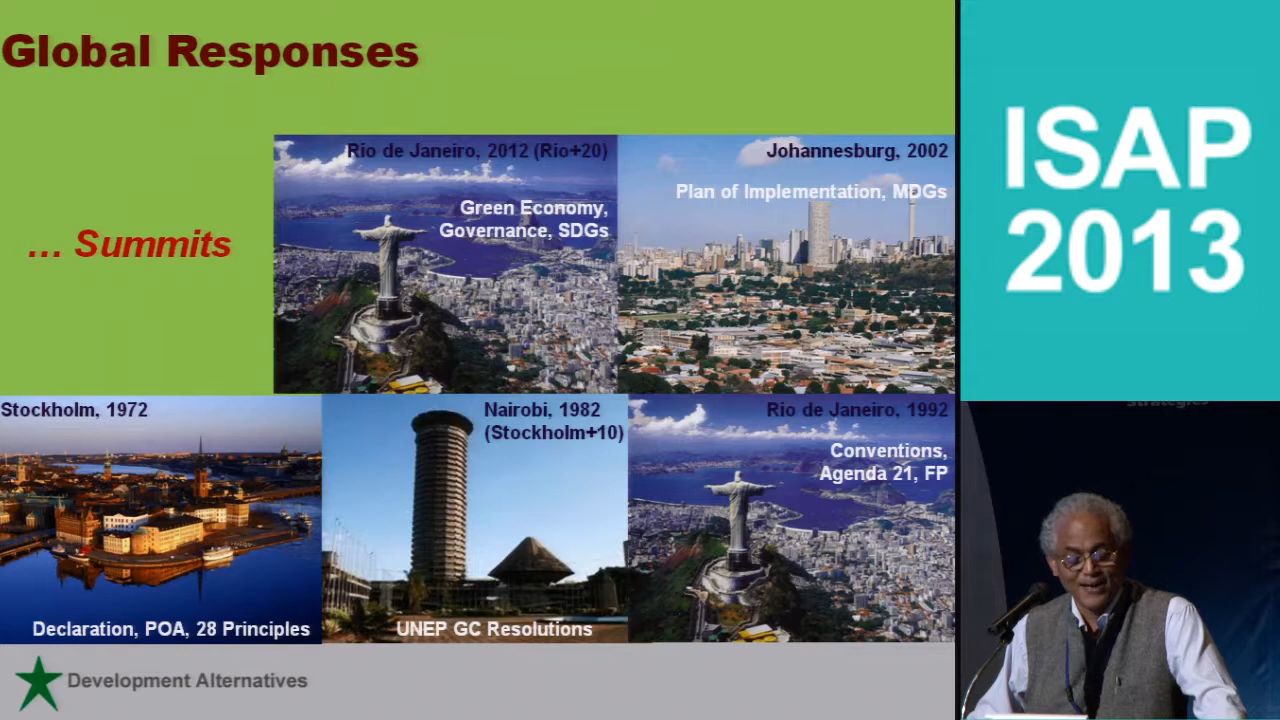 Global Responses
… Summits
Rio de Janeiro, 2012 (Rio+20)
Green Economy,
Governance, SDGs
Johannesburg, 2002
Plan of Implementation, MDGs
Stockholm, 1972
Declaration, POA, 28 Principles
Nairobi, 1982
(Stockholm+10)
UNEP GC Resolutions
Rio de Janeiro, 1992
Conventions,
Agenda 21, FP
Development Alternatives
ISAP
2013
Strategies